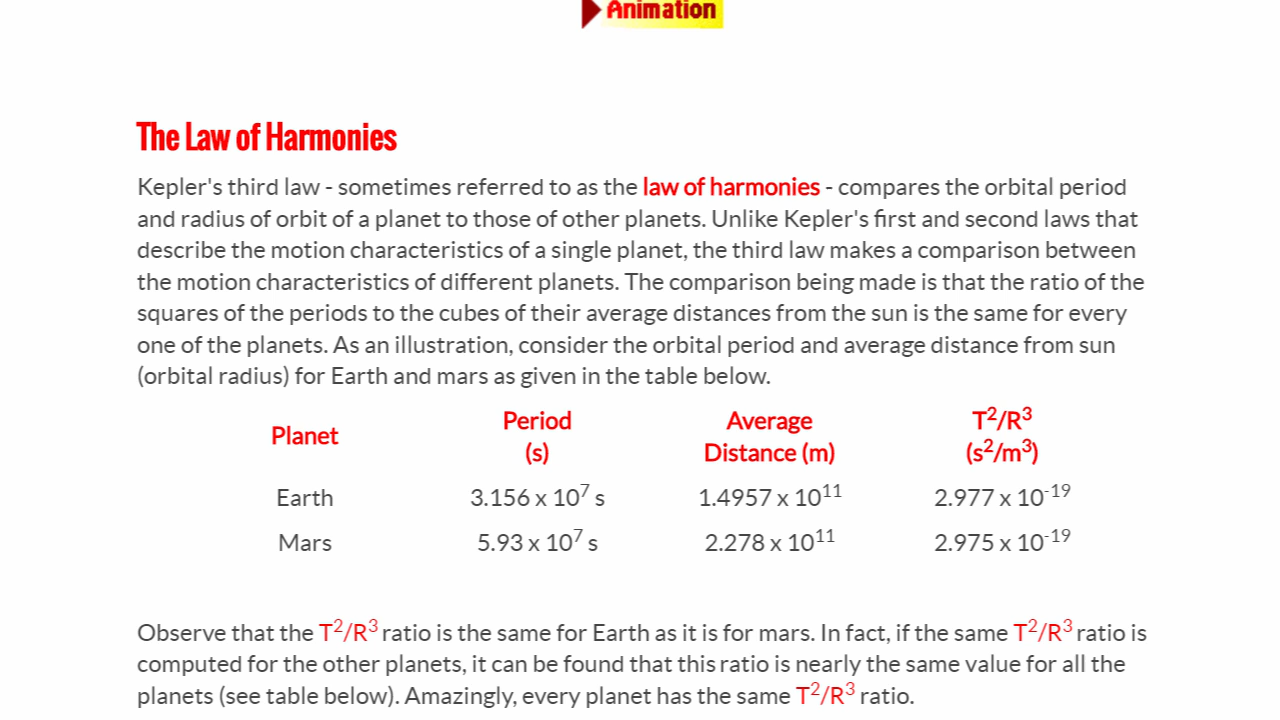 Animation
The Law of Harmonies
Kepler's third law - sometimes referred to as the law of harmonies - compares the orbital period
and radius of orbit of a planet to those of other planets. Unlike Kepler's first and second laws that
describe the motion characteristics of a single planet, the third law makes a comparison between
the motion characteristics of different planets. The comparison being made is that the ratio of the
squares of the periods to the cubes of their average distances from the sun is the same for every
one of the planets. As an illustration, consider the orbital period and average distance from sun
(orbital radius) for Earth and mars as given in the table below.
Planet Period (s) Average Distance (m) T²/R³ (s²/m³)
Earth 3.156 x 10⁷ s 1.4957 x 10¹¹ 2.977 x 10⁻¹⁹
Mars 5.93 x 10⁷ s 2.278 x 10¹¹ 2.975 x 10⁻¹⁹
Observe that the T²/R³ ratio is the same for Earth as it is for mars. In fact, if the same T²/R³ ratio is
computed for the other planets, it can be found that this ratio is nearly the same value for all the
planets (see table below). Amazingly, every planet has the same T²/R³ ratio.